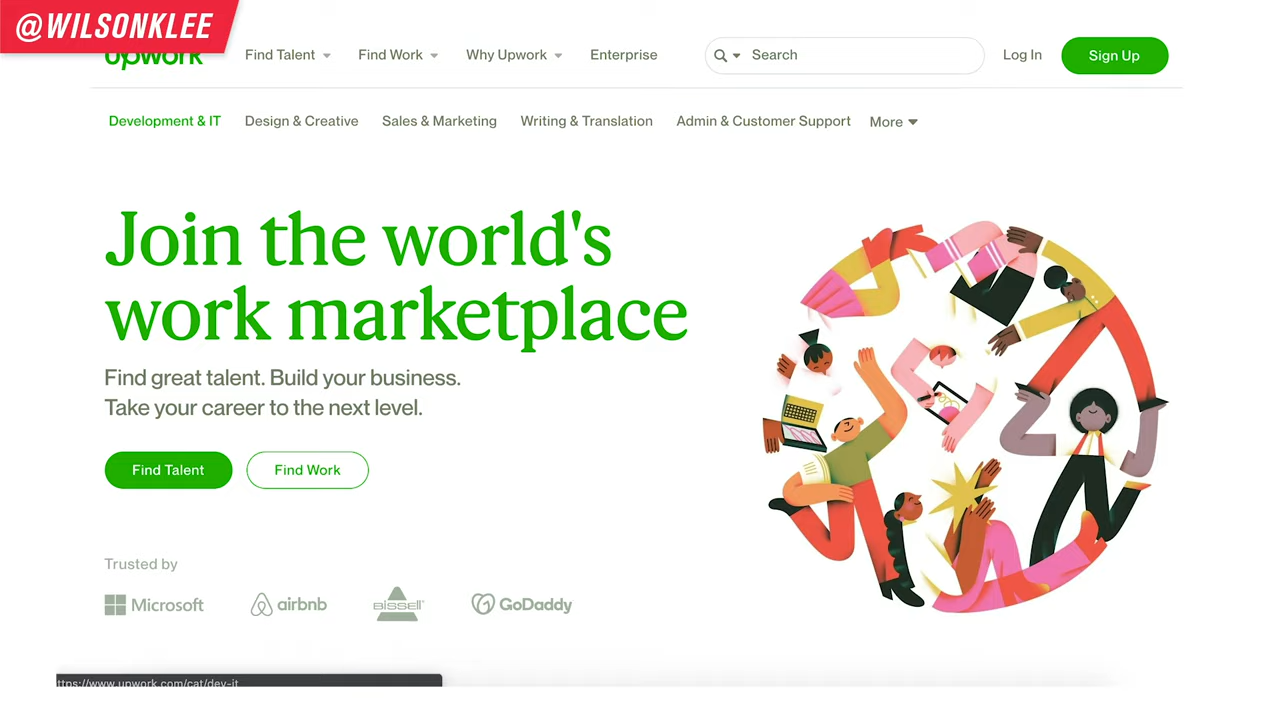 @WILSONKLEE
upwork
Find Talent
Find Work
Why Upwork
Enterprise
Search
Log In
Sign Up
Development & IT
Design & Creative
Sales & Marketing
Writing & Translation
Admin & Customer Support
More
Join the world's
work marketplace
Find great talent. Build your business.
Take your career to the next level.
Find Talent
Find Work
Trusted by
Microsoft
airbnb
BISSELL
GoDaddy
ttps://www.upwork.com/cat/dev-it